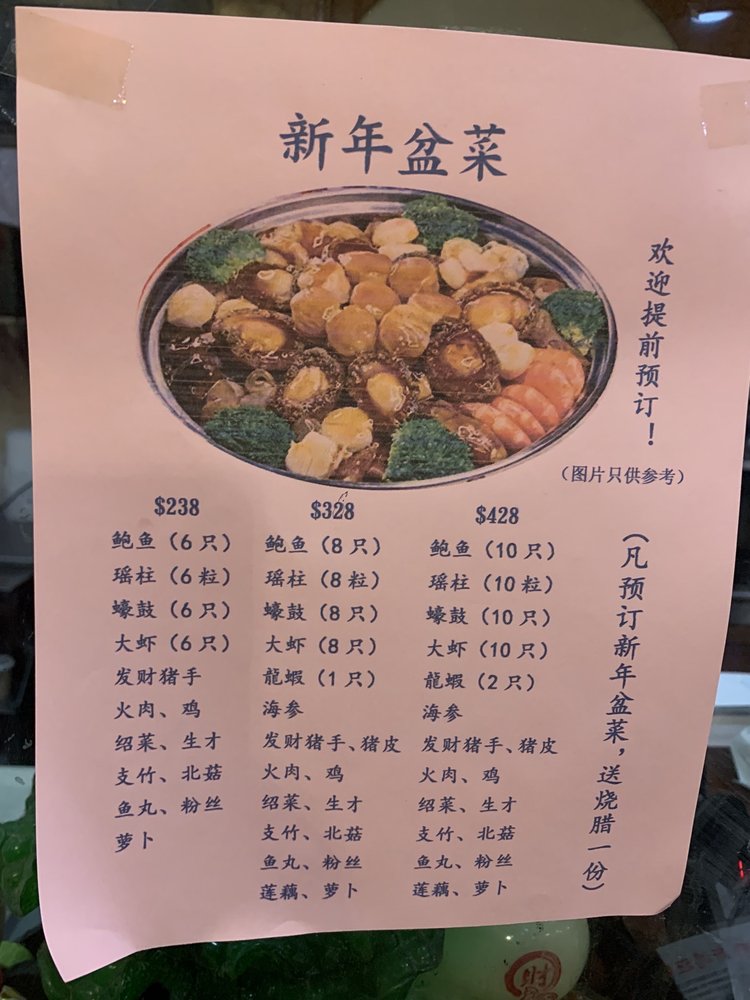 新年盆菜
欢迎提前预订！
（图片只供参考）
$238
鲍鱼（6 只）
瑶柱（6 粒）
蠔鼓（6 只）
大虾（6 只）
发财猪手
火肉、鸡
绍菜、生才
支竹、北菇
鱼丸、粉丝
萝卜
$328
鲍鱼（8 只）
瑶柱（8 粒）
蠔鼓（8 只）
大虾（8 只）
龍蝦（1 只）
海参
发财猪手、猪皮
火肉、鸡
绍菜、生才
支竹、北菇
鱼丸、粉丝
莲藕、萝卜
$428
鲍鱼（10 只）
瑶柱（10 粒）
蠔鼓（10 只）
大虾（10 只）
龍蝦（2 只）
海参
发财猪手、猪皮
火肉、鸡
绍菜、生才
支竹、北菇
鱼丸、粉丝
莲藕、萝卜
（凡预订新年盆菜，送烧腊一份）